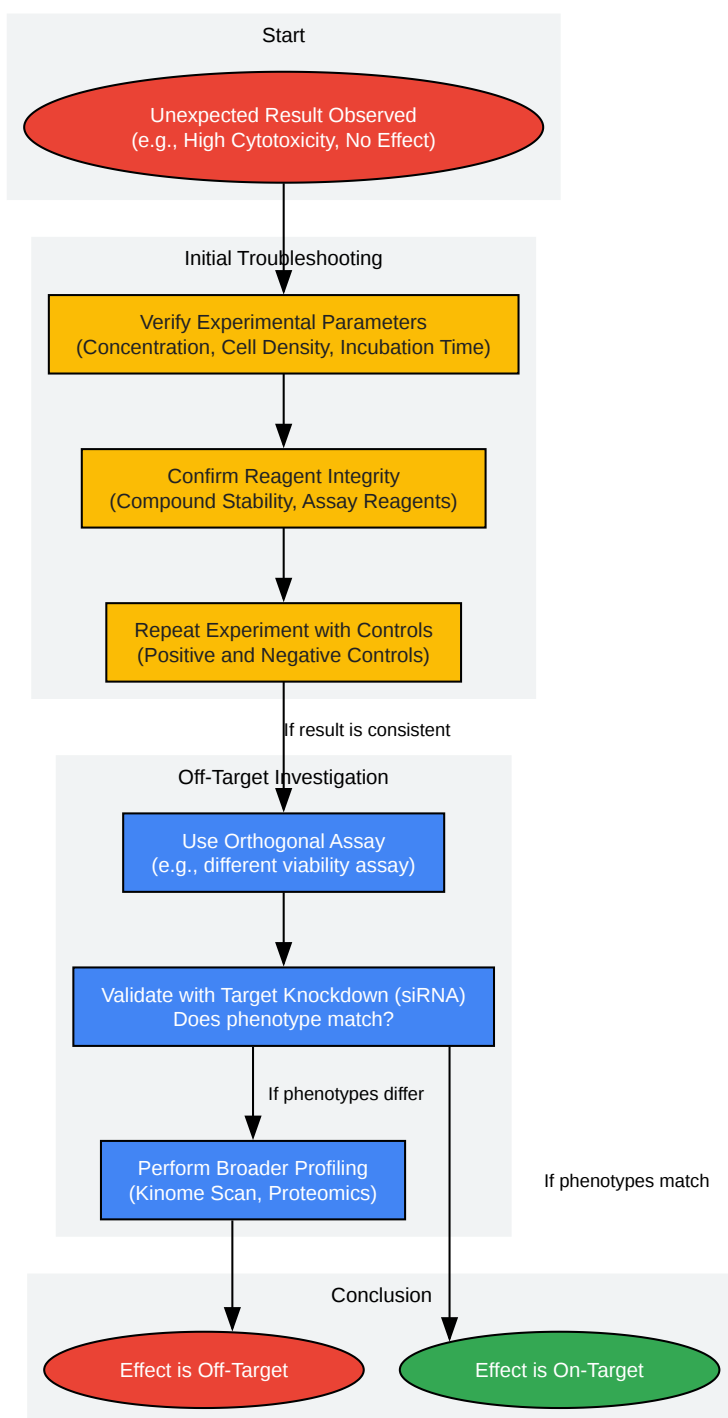 Start
Unexpected Result Observed
(e.g., High Cytotoxicity, No Effect)
Initial Troubleshooting
Verify Experimental Parameters
(Concentration, Cell Density, Incubation Time)
Confirm Reagent Integrity
(Compound Stability, Assay Reagents)
Repeat Experiment with Controls
(Positive and Negative Controls)
If result is consistent
Off-Target Investigation
Use Orthogonal Assay
(e.g., different viability assay)
Validate with Target Knockdown (siRNA)
Does phenotype match?
If phenotypes differ
Perform Broader Profiling
(Kinome Scan, Proteomics)
If phenotypes match
Conclusion
Effect is Off-Target
Effect is On-Target